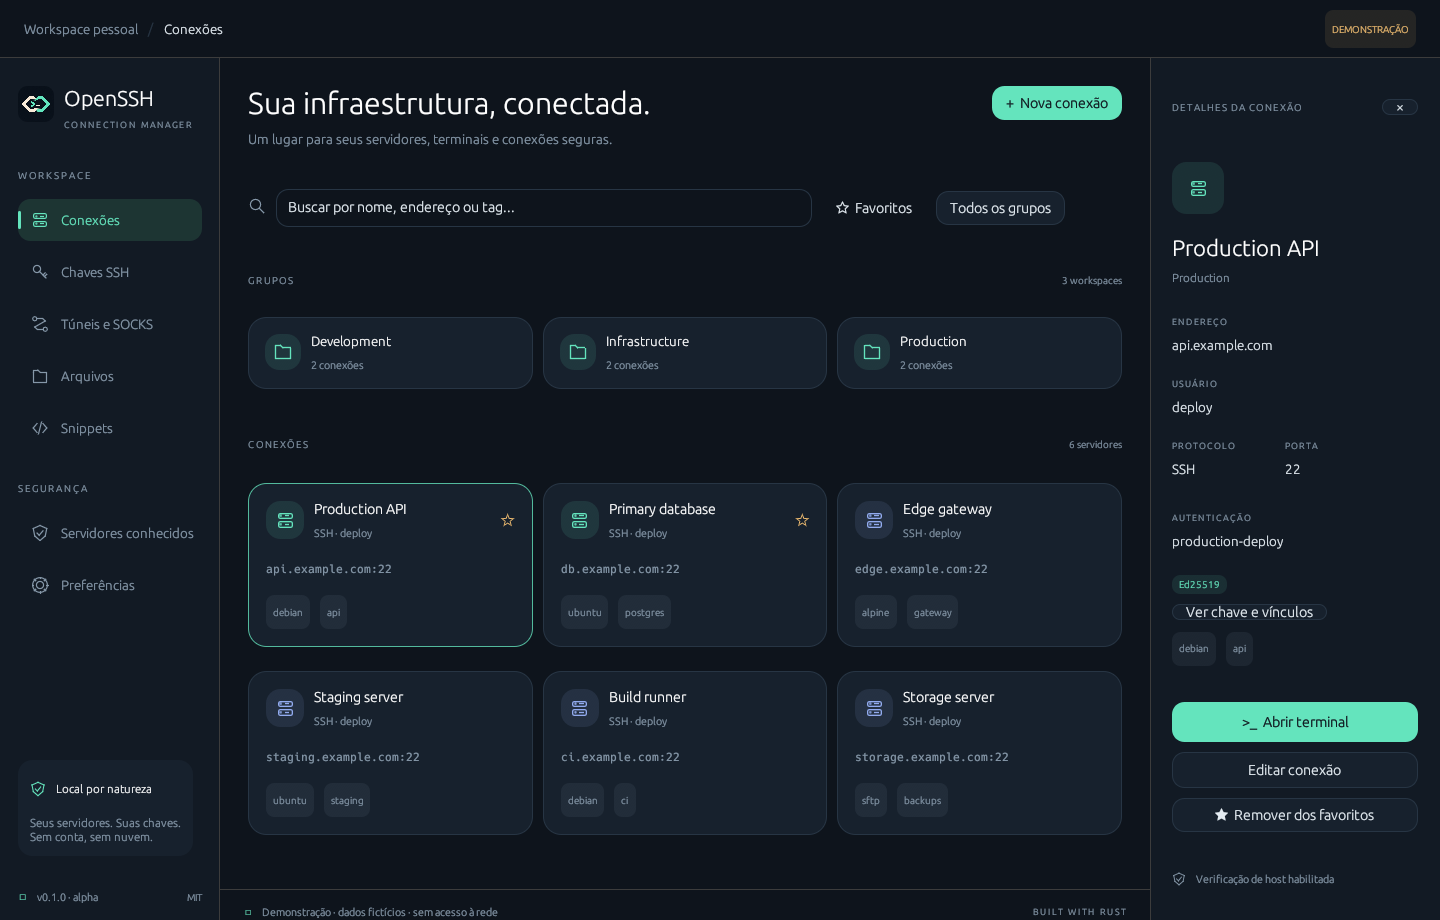 Workspace pessoal / Conexões
DEMONSTRAÇÃO
OpenSSH
CONNECTION MANAGER
WORKSPACE
Conexões
Chaves SSH
Túneis e SOCKS
Arquivos
Snippets
SEGURANÇA
Servidores conhecidos
Preferências
Local por natureza
Seus servidores. Suas chaves.
Sem conta, sem nuvem.
v0.1.0 · alpha
MIT
Sua infraestrutura, conectada.
Um lugar para seus servidores, terminais e conexões seguras.
+ Nova conexão
Buscar por nome, endereço ou tag...
Favoritos
Todos os grupos
GRUPOS
3 workspaces
Development
2 conexões
Infrastructure
2 conexões
Production
2 conexões
CONEXÕES
6 servidores
Production API
SSH · deploy
api.example.com:22
debian
api
Primary database
SSH · deploy
db.example.com:22
ubuntu
postgres
Edge gateway
SSH · deploy
edge.example.com:22
alpine
gateway
Staging server
SSH · deploy
staging.example.com:22
ubuntu
staging
Build runner
SSH · deploy
ci.example.com:22
debian
ci
Storage server
SSH · deploy
storage.example.com:22
sftp
backups
Demonstração · dados fictícios · sem acesso à rede
BUILT WITH RUST
DETALHES DA CONEXÃO
×
Production API
Production
ENDEREÇO
api.example.com
USUÁRIO
deploy
PROTOCOLO
SSH
PORTA
22
AUTENTICAÇÃO
production-deploy
Ed25519
Ver chave e vínculos
debian
api
>_ Abrir terminal
Editar conexão
Remover dos favoritos
Verificação de host habilitada